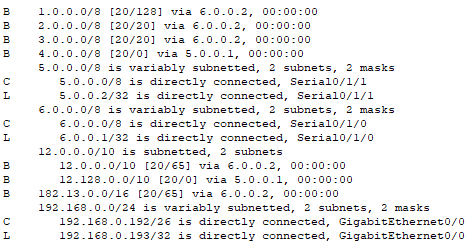 B 1.0.0.0/8 [20/128] via 6.0.0.2, 00:00:00
B 2.0.0.0/8 [20/20] via 6.0.0.2, 00:00:00
B 3.0.0.0/8 [20/20] via 6.0.0.2, 00:00:00
B 4.0.0.0/8 [20/0] via 5.0.0.1, 00:00:00
5.0.0.0/8 is variably subnetted, 2 subnets, 2 masks
C 5.0.0.0/8 is directly connected, Serial0/1/1
L 5.0.0.2/32 is directly connected, Serial0/1/1
6.0.0.0/8 is variably subnetted, 2 subnets, 2 masks
C 6.0.0.0/8 is directly connected, Serial0/1/0
L 6.0.0.1/32 is directly connected, Serial0/1/0
12.0.0.0/10 is subnetted, 2 subnets
B 12.0.0.0/10 [20/65] via 6.0.0.2, 00:00:00
B 12.128.0.0/10 [20/0] via 5.0.0.1, 00:00:00
B 182.13.0.0/16 [20/65] via 6.0.0.2, 00:00:00
192.168.0.0/24 is variably subnetted, 2 subnets, 2 masks
C 192.168.0.192/26 is directly connected, GigabitEthernet0/0
L 192.168.0.193/32 is directly connected, GigabitEthernet0/0